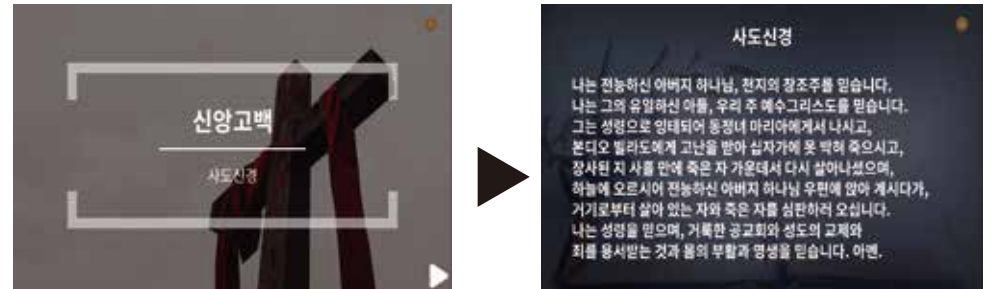 신앙고백
사도신경
사도신경
나는 전능하신 아버지 하나님, 천지의 창조주를 믿습니다.
나는 그의 유일하신 아들, 우리 주 예수그리스도를 믿습니다.
그는 성령으로 잉태되어 동정녀 마리아에게서 나시고,
본디오 빌라도에게 고난을 받아 십자가에 못 박혀 죽으시고,
장사된 지 사흘 만에 죽은 자 가운데서 다시 살아나셨으며,
하늘에 오르시어 전능하신 아버지 하나님 우편에 앉아 계시다가,
거기로부터 살아 있는 자와 죽은 자를 심판하러 오십니다.
나는 성령을 믿으며, 거룩한 공교회와 성도의 교제와
죄를 용서받는 것과 몸의 부활과 영생을 믿습니다. 아멘.